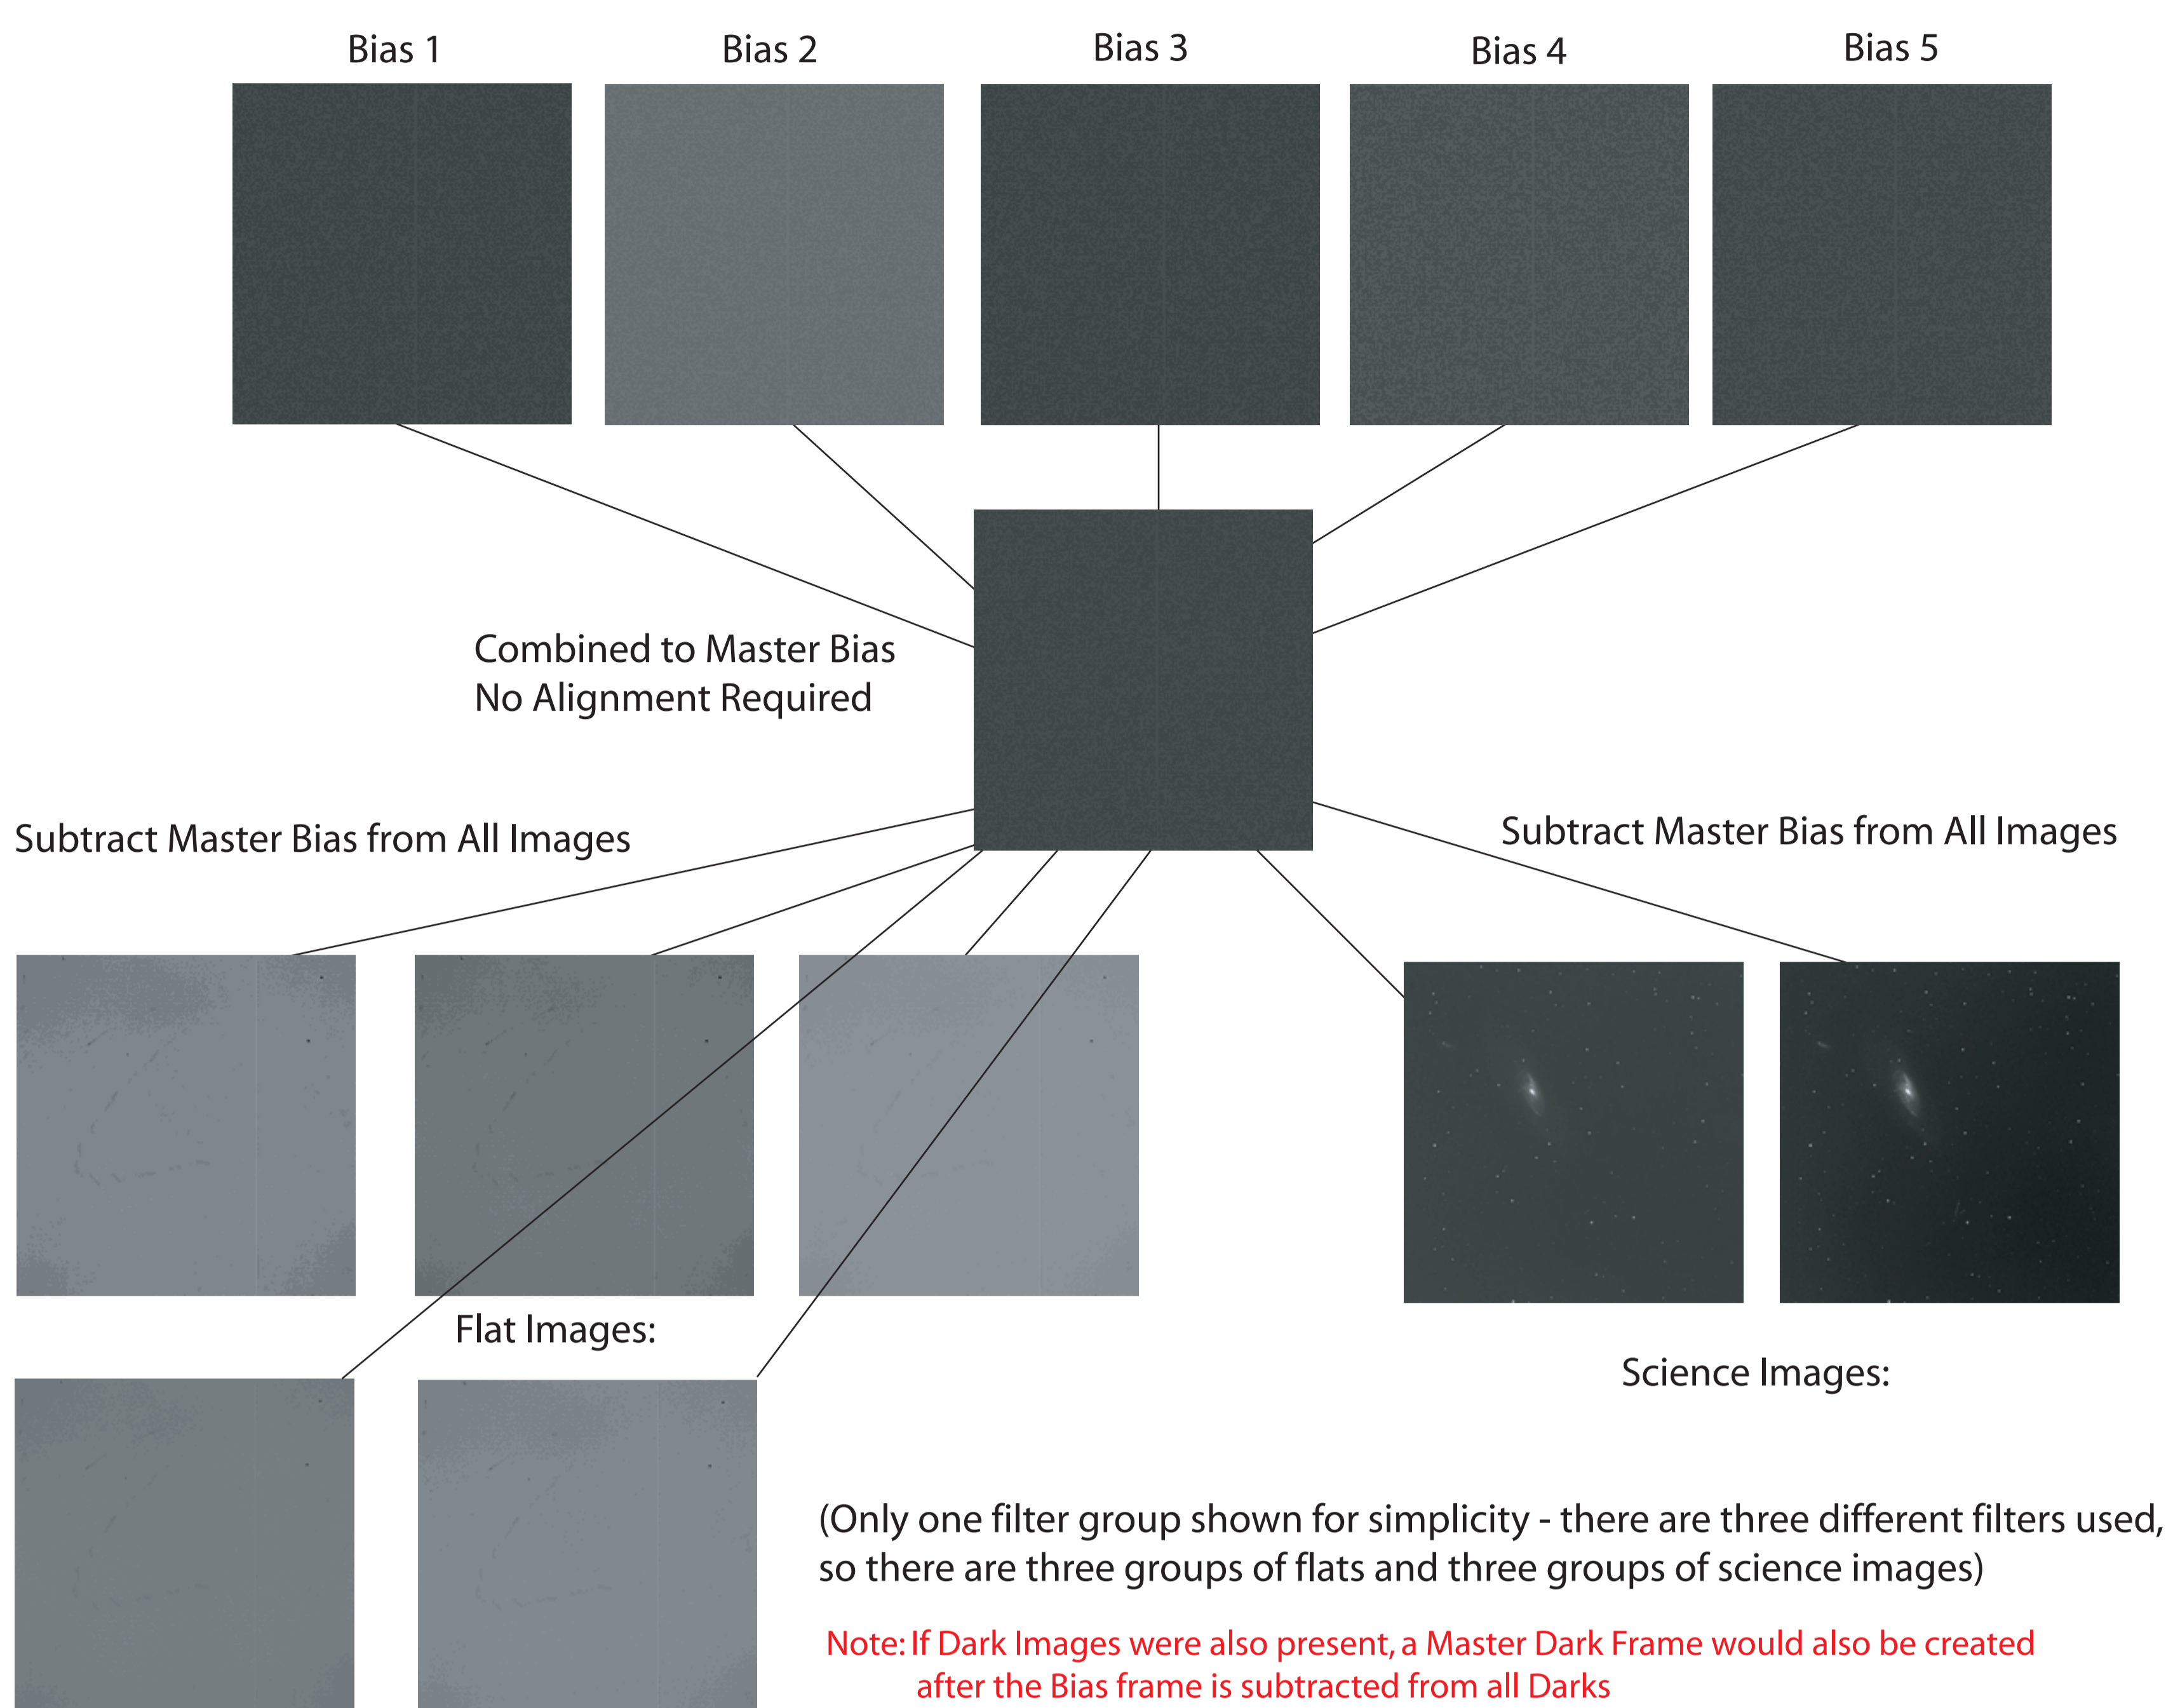 Bias 1
Bias 2
Bias 3
Bias 4
Bias 5
Combined to Master Bias
No Alignment Required
Subtract Master Bias from All Images
Subtract Master Bias from All Images
Flat Images:
Science Images:
(Only one filter group shown for simplicity - there are three different filters used,
so there are three groups of flats and three groups of science images)
Note: If Dark Images were also present, a Master Dark Frame would also be created
after the Bias frame is subtracted from all Darks